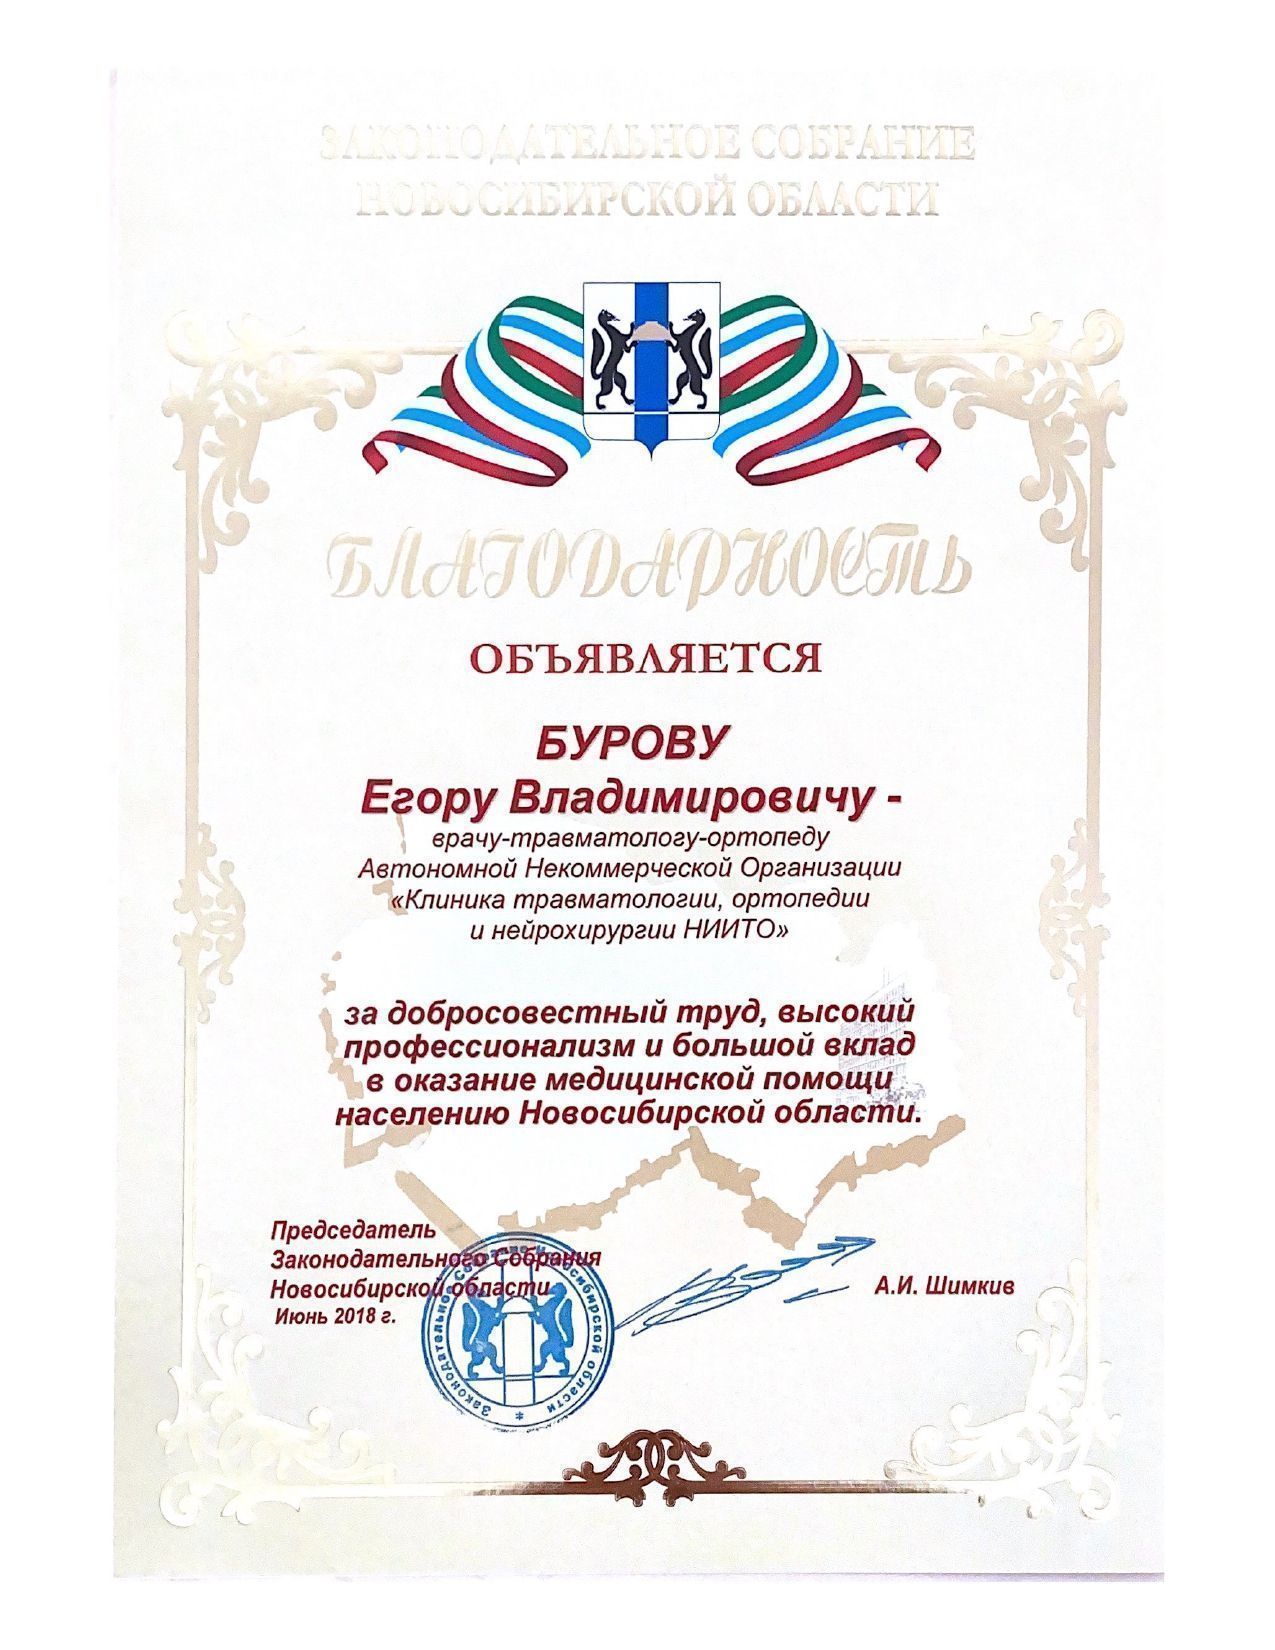 ЗАКОНОДАТЕЛЬНОЕ СОБРАНИЕ
НОВОСИБИРСКОЙ ОБЛАСТИ
БЛАГОДАРНОСТЬ
ОБЪЯВЛЯЕТСЯ
БУРОВУ
Егору Владимировичу -
врачу-травматологу-ортопеду
Автономной Некоммерческой Организации
«Клиника травматологии, ортопедии
и нейрохирургии НИИТО»
за добросовестный труд, высокий
профессионализм и большой вклад
в оказание медицинской помощи
населению Новосибирской области.
Председатель
Законодательного Собрания
Новосибирской области
Июнь 2018 г.
А.И. Шимкив
Законодательное Собрание Новосибирской области